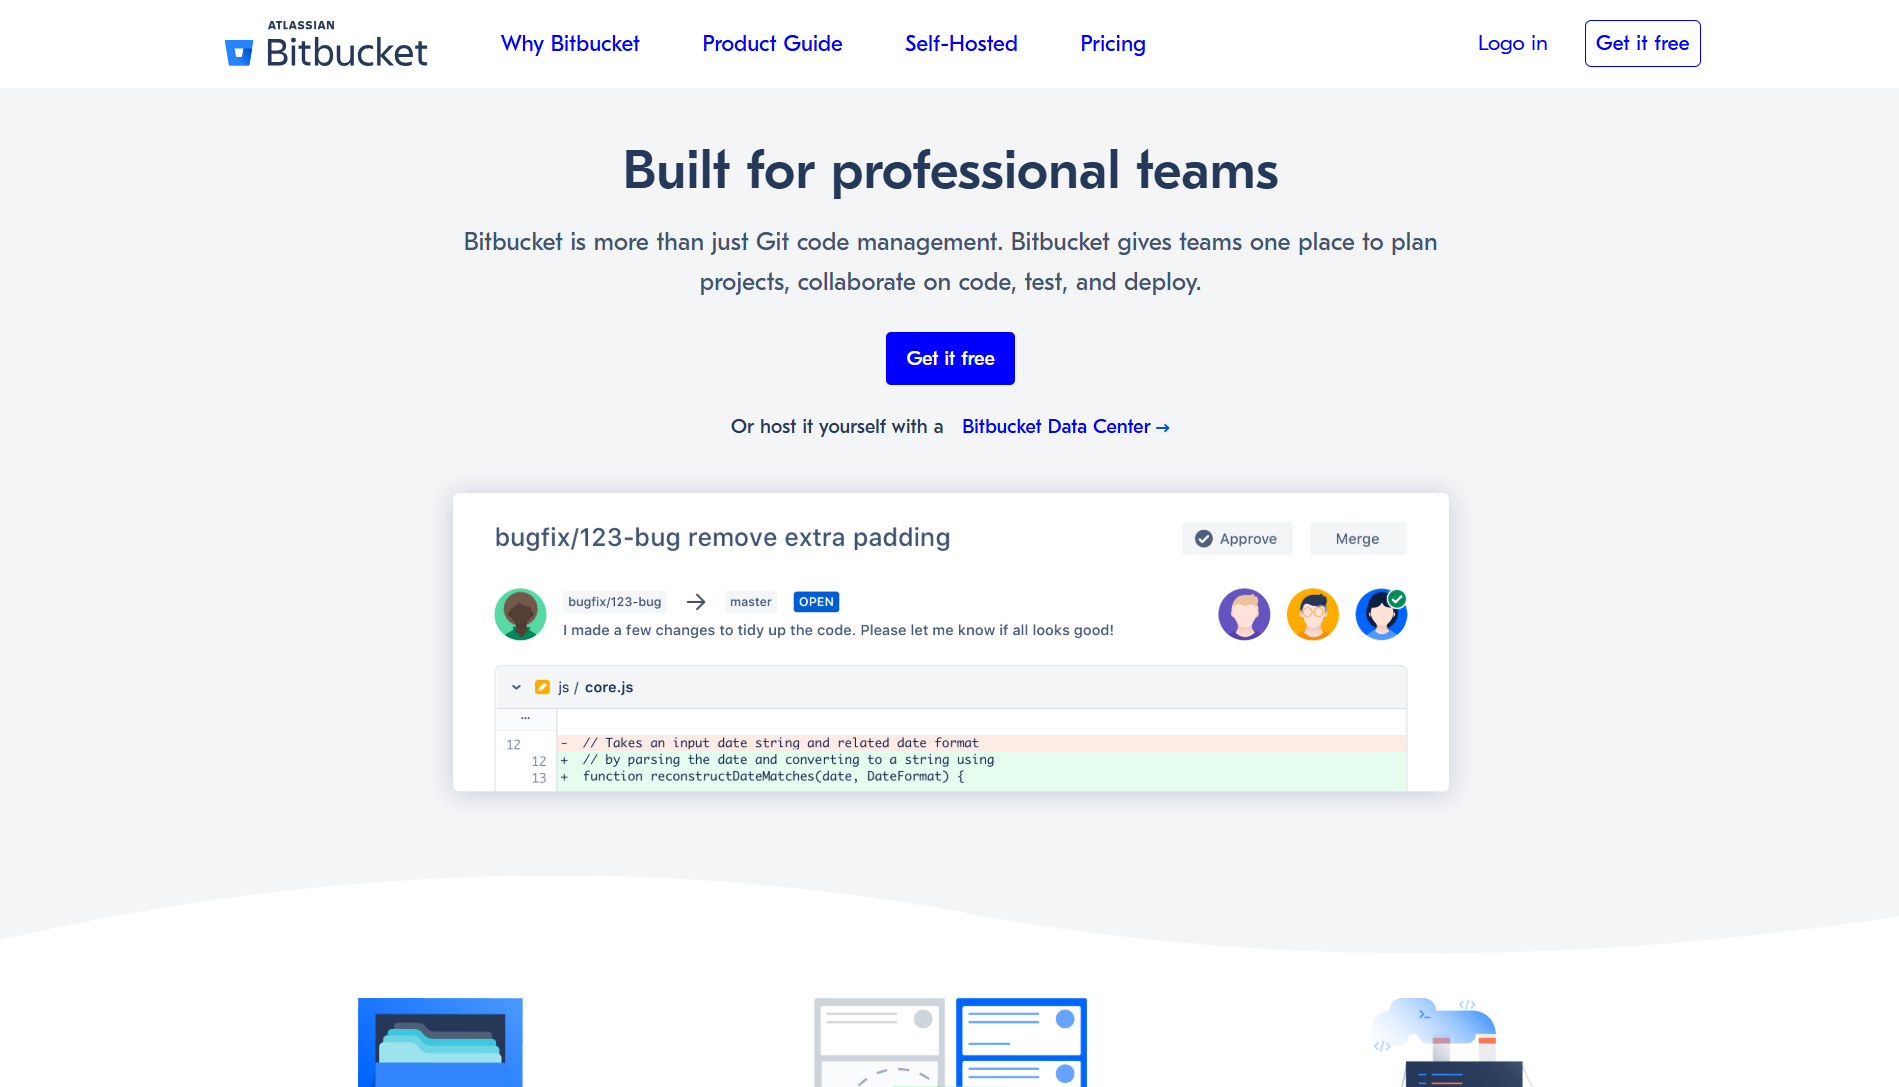 ATLASSIAN
Bitbucket
Why Bitbucket
Product Guide
Self-Hosted
Pricing
Logo in
Get it free
Built for professional teams
Bitbucket is more than just Git code management. Bitbucket gives teams one place to plan
projects, collaborate on code, test, and deploy.
Get it free
Or host it yourself with a Bitbucket Data Center →
bugfix/123-bug remove extra padding
Approve
Merge
bugfix/123-bug → master OPEN
I made a few changes to tidy up the code. Please let me know if all looks good!
js / core.js
...
12 - // Takes an input date string and related date format
12 + // by parsing the date and converting to a string using
13 + function reconstructDateMatches(date, DateFormat) {
</>
>_
</>